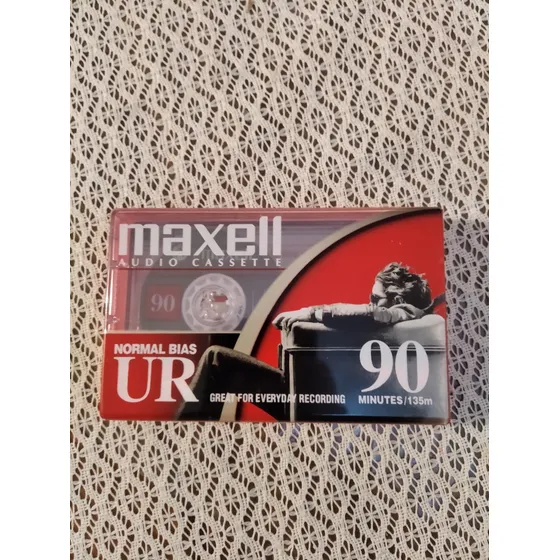 maxell
AUDIO CASSETTE
90
NORMAL BIAS
UR
GREAT FOR EVERYDAY RECORDING
90
MINUTES/135m